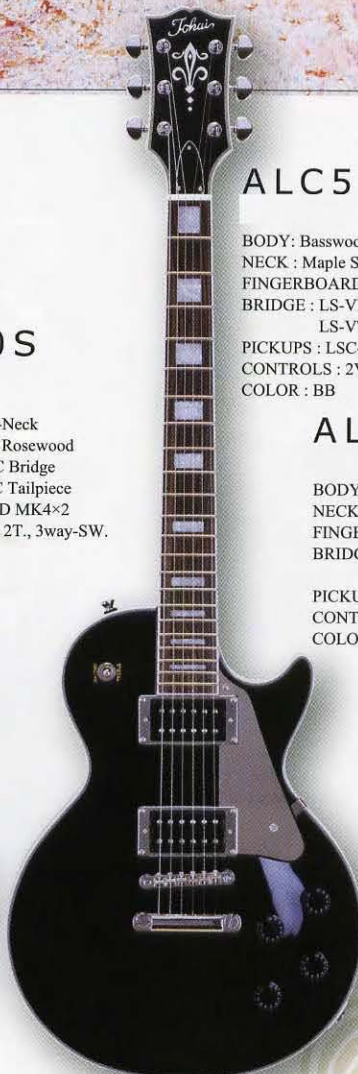 Tokai
ALC5
BODY: Basswoo
NECK : Maple S
FINGERBOARD
BRIDGE : LS-V
LS-V
PICKUPS : LSC
CONTROLS : 2V
COLOR : BB
0S
-Neck
Rosewood
C Bridge
C Tailpiece
D MK4×2
2T., 3way-SW.
AL
BODY
NECK
FINGE
BRIDG
PICKU
CONT
COLO